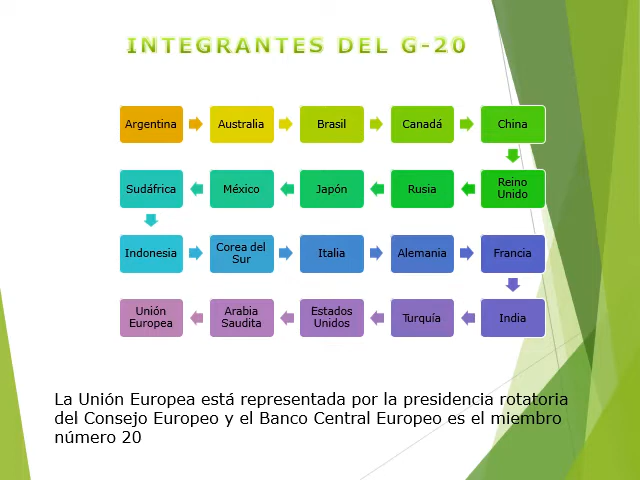 INTEGRANTES DEL G-20
Argentina
Australia
Brasil
Canadá
China
Reino
Unido
Rusia
Japón
México
Sudáfrica
Indonesia
Corea del
Sur
Italia
Alemania
Francia
India
Turquía
Estados
Unidos
Arabia
Saudita
Unión
Europea
La Unión Europea está representada por la presidencia rotatoria
del Consejo Europeo y el Banco Central Europeo es el miembro
número 20